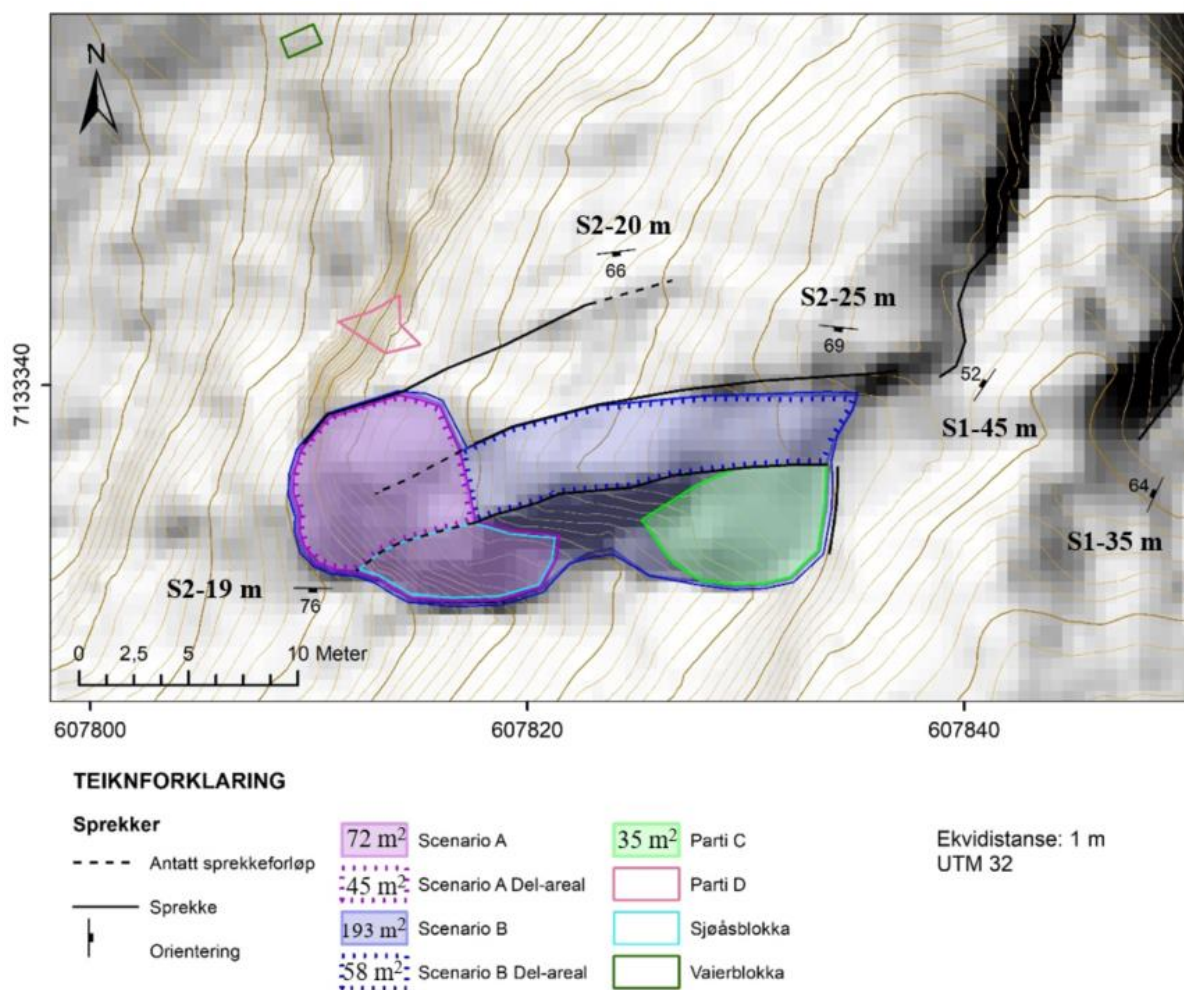 N
S2-20 m
66
S2-25 m
69
7133340
52
S1-45 m
64
S1-35 m
S2-19 m
76
0 2,5 5 10 Meter
607800 607820 607840
TEIKNFORKLARING
Sprekker
Antatt sprekkeforløp
Sprekke
Orientering
72 m² Scenario A
45 m² Scenario A Del-areal
193 m² Scenario B
58 m² Scenario B Del-areal
35 m² Parti C
Parti D
Sjøåsblokka
Vaierblokka
Ekvidistanse: 1 m
UTM 32